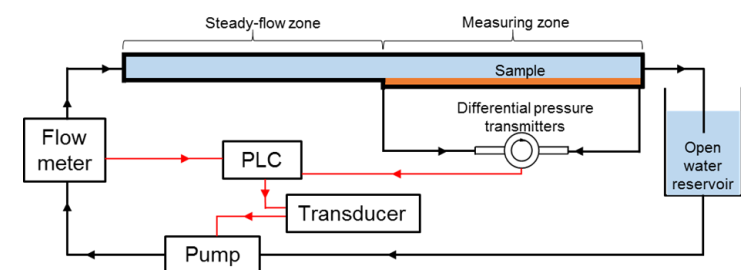 Steady-flow zone
Measuring zone
Sample
Differential pressure
transmitters
Flow
meter
PLC
Open
water
reservoir
Transducer
Pump